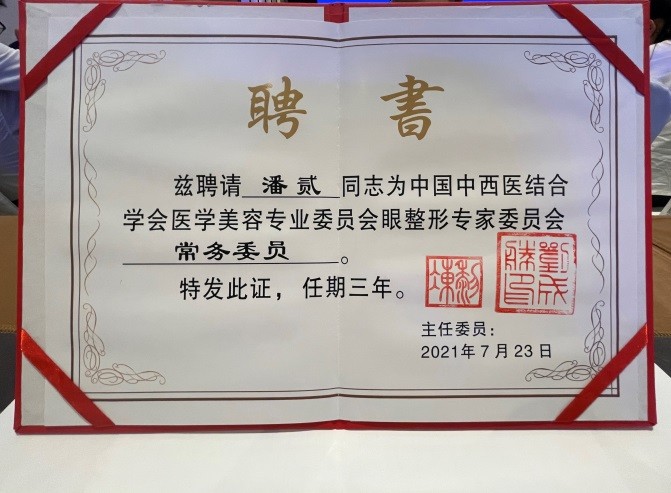 聘 書
兹聘请 潘贰 同志为中国中西医结合
学会医学美容专业委员会眼整形专家委员会
常务委员 。
特发此证，任期三年。
主任委员：
2021年7月23日